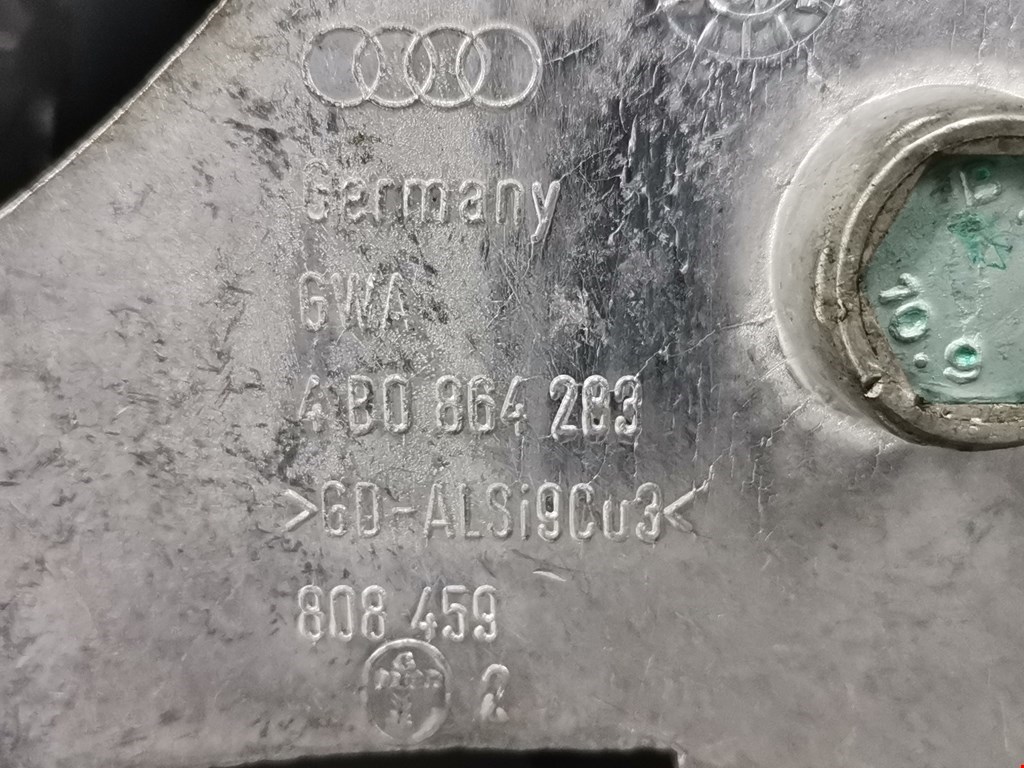 Germany
GWA
4B0 864 283
>GD-ALSi9Cu3<
808 459
2
10.9